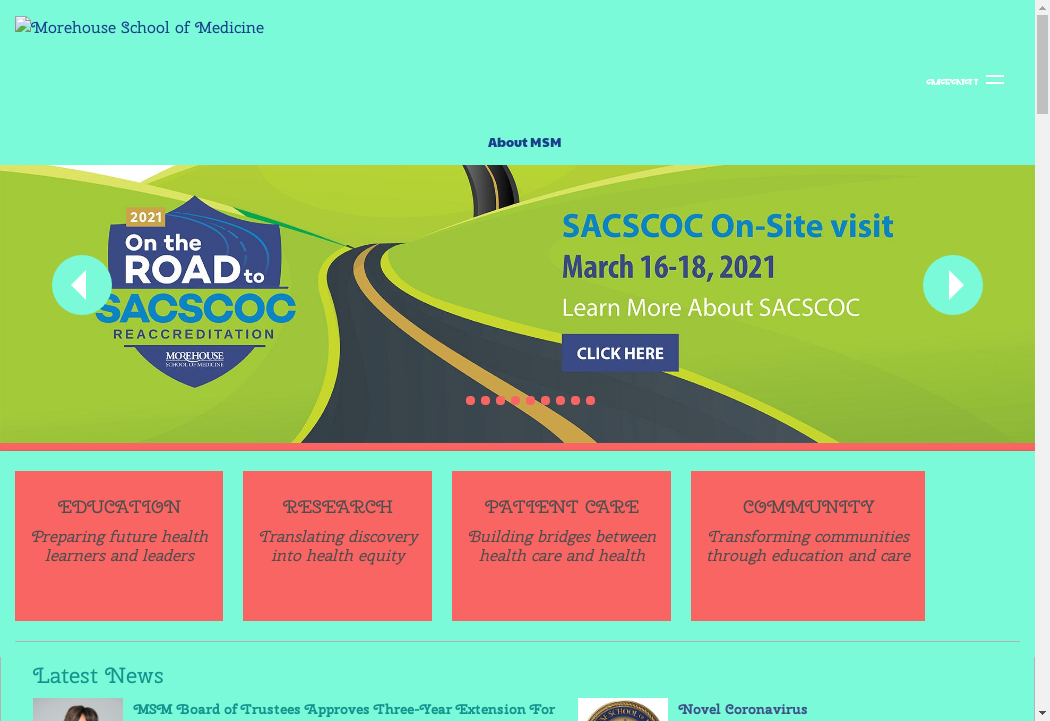 Morehouse School of Medicine
EMERGENCY
About MSM
2021
On the
ROAD to
SACSCOC
REACCREDITATION
MOREHOUSE
SCHOOL OF MEDICINE
SACSCOC On-Site visit
March 16-18, 2021
Learn More About SACSCOC
CLICK HERE
EDUCATION
Preparing future health
learners and leaders
RESEARCH
Translating discovery
into health equity
PATIENT CARE
Building bridges between
health care and health
COMMUNITY
Transforming communities
through education and care
Latest News
MSM Board of Trustees Approves Three-Year Extension For
Novel Coronavirus